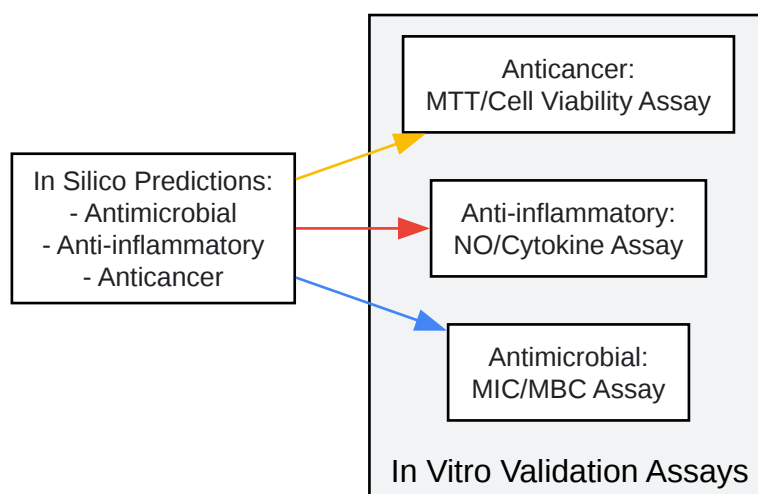 In Silico Predictions:
- Antimicrobial
- Anti-inflammatory
- Anticancer
Anticancer:
MTT/Cell Viability Assay
Anti-inflammatory:
NO/Cytokine Assay
Antimicrobial:
MIC/MBC Assay
In Vitro Validation Assays